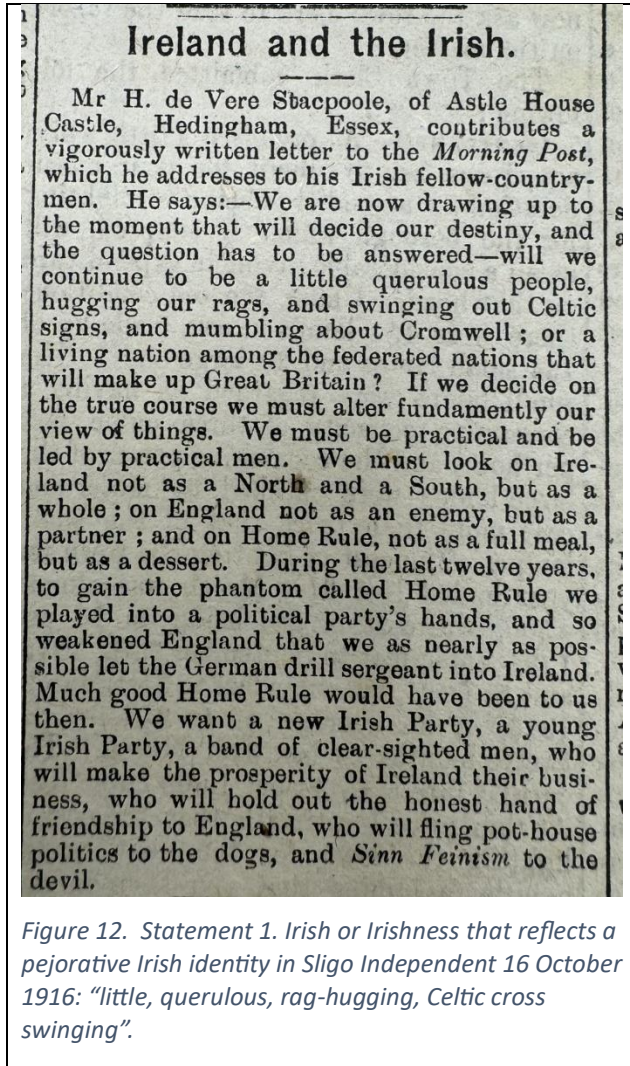 Ireland and the Irish.
Mr H. de Vere Stacpoole, of Astle House
Castle, Hedingham, Essex, contributes a
vigorously written letter to the Morning Post,
which he addresses to his Irish fellow-country-
men. He says:—We are now drawing up to
the moment that will decide our destiny, and
the question has to be answered—will we
continue to be a little querulous people,
hugging our rags, and swinging out Celtic
signs, and mumbling about Cromwell; or a
living nation among the federated nations that
will make up Great Britain? If we decide on
the true course we must alter fundamently our
view of things. We must be practical and be
led by practical men. We must look on Ire-
land not as a North and a South, but as a
whole; on England not as an enemy, but as a
partner; and on Home Rule, not as a full meal,
but as a dessert. During the last twelve years,
to gain the phantom called Home Rule we
played into a political party's hands, and so
weakened England that we as nearly as pos-
sible let the German drill sergeant into Ireland.
Much good Home Rule would have been to us
then. We want a new Irish Party, a young
Irish Party, a band of clear-sighted men, who
will make the prosperity of Ireland their busi-
ness, who will hold out the honest hand of
friendship to England, who will fling pot-house
politics to the dogs, and Sinn Feinism to the
devil.
Figure 12. Statement 1. Irish or Irishness that reflects a
pejorative Irish identity in Sligo Independent 16 October
1916: “little, querulous, rag-hugging, Celtic cross
swinging”.